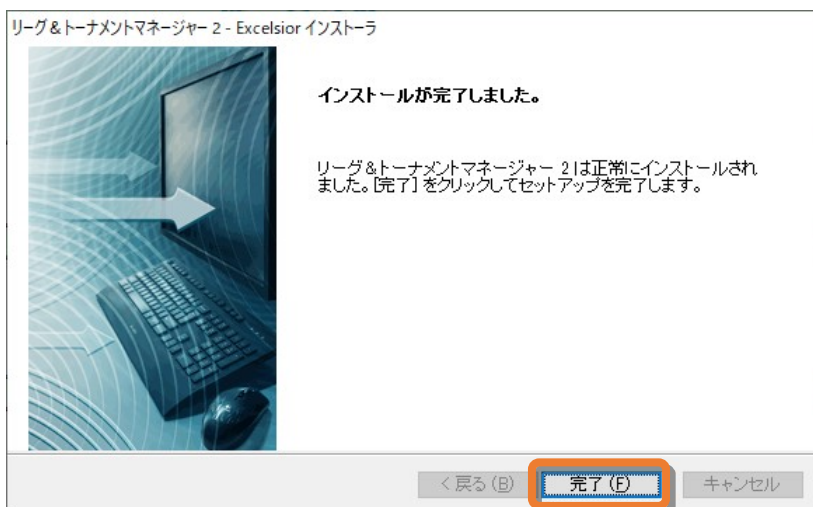 リーグ&トーナメントマネージャー 2 - Excelsior インストーラ
インストールが完了しました。
リーグ&トーナメントマネージャー 2は正常にインストールされ
ました。[完了] をクリックしてセットアップを完了します。
< 戻る (B) 完了 (F) キャンセル